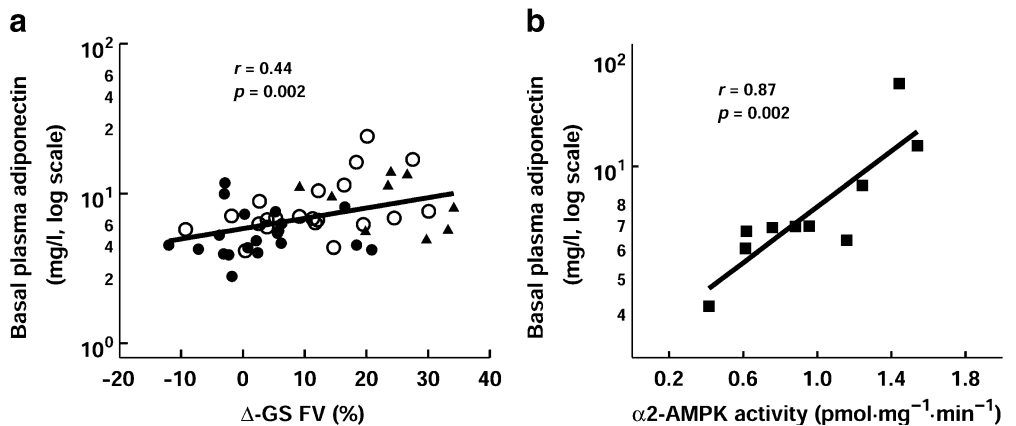 a
Basal plasma adiponectin
(mg/l, log scale)
10²
6
4
2
10¹
6
4
2
10⁰
r = 0.44
p = 0.002
-20 -10 0 10 20 30 40
Δ-GS FV (%)
b
Basal plasma adiponectin
(mg/l, log scale)
10²
10¹
8
7
6
5
4
r = 0.87
p = 0.002
0.2 0.6 1.0 1.4 1.8
α2-AMPK activity (pmol·mg⁻¹·min⁻¹)